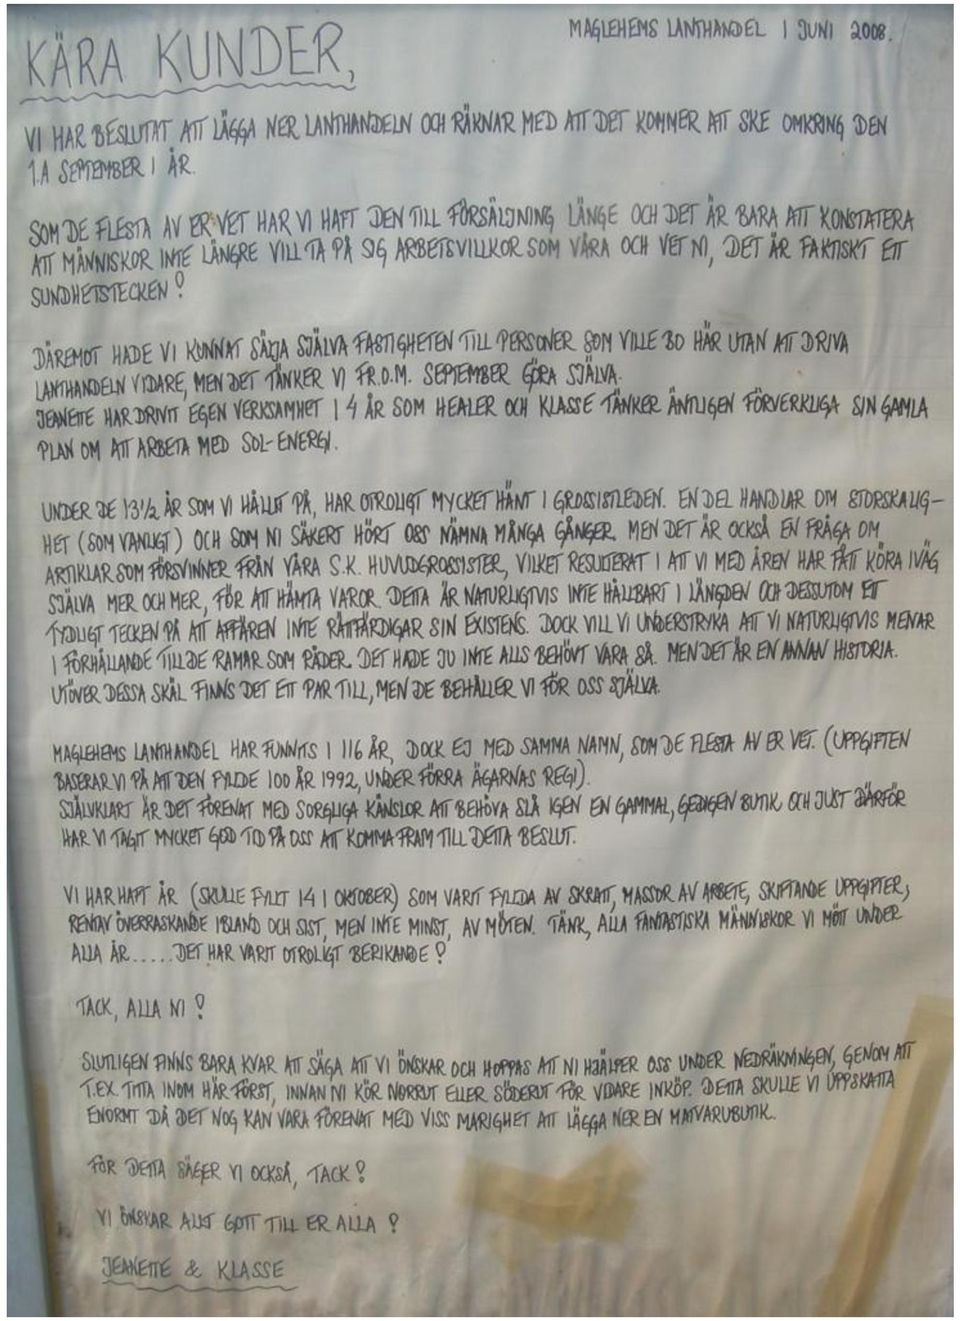 MAGLEHEMS LANTHANDEL 1 JUNI 2008.
KÄRA KUNDER,
VI HAR BESLUTAT ATT LÄGGA NER LANTHANDELN OCH RÄKNAR MED ATT DET KOMMER ATT SKE OMKRING DEN
1.A SEPTEMBER I ÅR.
SOM DE FLESTA AV ER VET HAR VI HAFT DEN TILL FÖRSÄLJNING LÄNGE OCH DET ÄR BARA ATT KONSTATERA
ATT MÄNNISKOR INTE LÄNGRE VILL TA PÅ SIG ARBETSVILLKOR SOM VÅRA OCH VET NI, DET ÄR FAKTISKT ETT
SUNDHETSTECKEN!
DÄREMOT HADE VI KUNNAT SÄLJA SJÄLVA FASTIGHETEN TILL PERSONER SOM VILLE BO HÄR UTAN ATT DRIVA
LANTHANDELN VIDARE, MEN DET TÄNKER VI FR.O.M. SEPTEMBER GÖRA SJÄLVA.
JEANETTE HAR DRIVIT EGEN VERKSAMHET I 4 ÅR SOM HEALER OCH KLASSE TÄNKER ÄNTLIGEN FÖRVERKLIGA SIN GAMLA
PLAN OM ATT ARBETA MED SOL-ENERGI.
UNDER DE 13 1/2 ÅR SOM VI HÅLLIT PÅ, HAR OTROLIGT MYCKET HÄNT I GROSSISTLEDEN. EN DEL HANDLAR OM STORSKALIG-
HET (SOM VANLIGT) OCH SOM NI SÄKERT HÖRT OSS NÄMNA MÅNGA GÅNGER. MEN DET ÄR OCKSÅ EN FRÅGA OM
ARTIKLAR SOM FÖRSVINNER FRÅN VÅRA S.K. HUVUDGROSSISTER, VILKET RESULTERAT I ATT VI MED ÅREN HAR FÅTT KÖRA IVÄG
SJÄLVA MER OCH MER, FÖR ATT HÄMTA VAROR. DETTA ÄR NATURLIGTVIS INTE HÅLLBART I LÄNGDEN OCH DESSUTOM ETT
TYDLIGT TECKEN PÅ ATT AFFÄREN INTE RÄTTFÄRDIGAR SIN EXISTENS. DOCK VILL VI UNDERSTRYKA ATT VI NATURLIGTVIS MENAR
I FÖRHÅLLANDE TILL DE RAMAR SOM RÅDER. DET HADE JU INTE ALLS BEHÖVT VARA SÅ. MEN DET ÄR EN ANNAN HISTORIA.
UTÖVER DESSA SKÄL FINNS DET ETT PAR TILL, MEN DE BEHÅLLER VI FÖR OSS SJÄLVA.
MAGLEHEMS LANTHANDEL HAR FUNNITS I 116 ÅR, DOCK EJ MED SAMMA NAMN, SOM DE FLESTA AV ER VET. (UPPGIFTEN
BASERAR VI PÅ ATT DEN FYLLDE 100 ÅR 1992, UNDER FÖRRA ÄGARNAS REGI).
SJÄLVKLART ÄR DET FÖRENAT MED SORGLIGA KÄNSLOR ATT BEHÖVA SLÅ IGEN EN GAMMAL, GEDIGEN BUTIK OCH JUST DÄRFÖR
HAR VI TAGIT MYCKET GOD TID PÅ OSS ATT KOMMA FRAM TILL DETTA BESLUT.
VI HAR HAFT ÅR (SKULLE FYLLT 14 I OKTOBER) SOM VARIT FYLLDA AV SKRATT, MASSOR AV ARBETE, SKIFTANDE UPPGIFTER,
RENTAV ÖVERRASKANDE IBLAND OCH SIST, MEN INTE MINST, AV MÖTEN. TÄNK, ALLA FANTASTISKA MÄNNISKOR VI MÖTT UNDER
ALLA ÅR.....DET HAR VARIT OTROLIGT BERIKANDE!
TACK, ALLA NI!
SLUTLIGEN FINNS BARA KVAR ATT SÄGA ATT VI ÖNSKAR OCH HOPPAS ATT NI HJÄLPER OSS UNDER NEDRÄKNINGEN, GENOM ATT
T.EX. TITTA INOM HÄR FÖRST, INNAN NI KÖR NORRUT ELLER SÖDERUT FÖR VIDARE INKÖP. DETTA SKULLE VI UPPSKATTA
ENORMT DÅ DET NOG KAN VARA FÖRENAT MED VISS MARIGHET ATT LÄGGA NER EN MATVARUBUTIK.
FÖR DETTA SÄGER VI OCKSÅ, TACK!
VI ÖNSKAR ALLT GOTT TILL ER ALLA!
JEANETTE & KLASSE